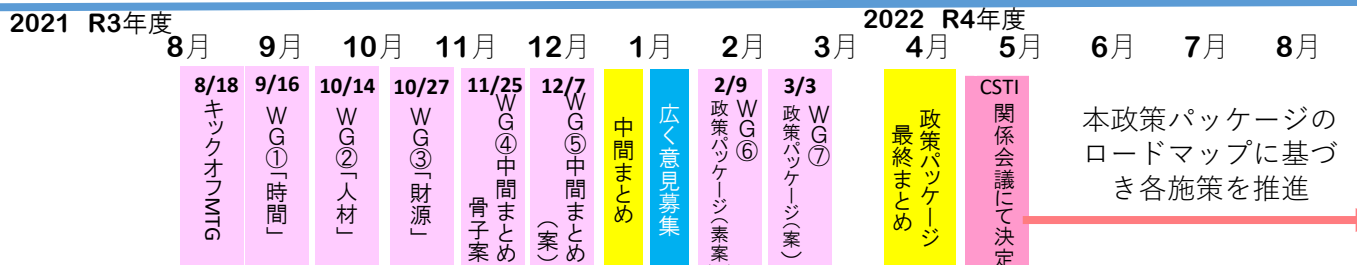 2021 R3年度
2022 R4年度
8月 9月 10月 11月 12月 1月 2月 3月 4月 5月 6月 7月 8月
8/18
キックオフMTG
9/16
WG①「時間」
10/14
WG②「人材」
10/27
WG③「財源」
11/25
WG④中間まとめ
骨子案
12/7
WG⑤中間まとめ
（案）
中間まとめ
広く意見募集
2/9
WG⑥
政策パッケージ（素案
3/3
WG⑦
政策パッケージ（案）
政策パッケージ
最終まとめ
CSTI
関係会議にて決定
本政策パッケージの
ロードマップに基づ
き各施策を推進